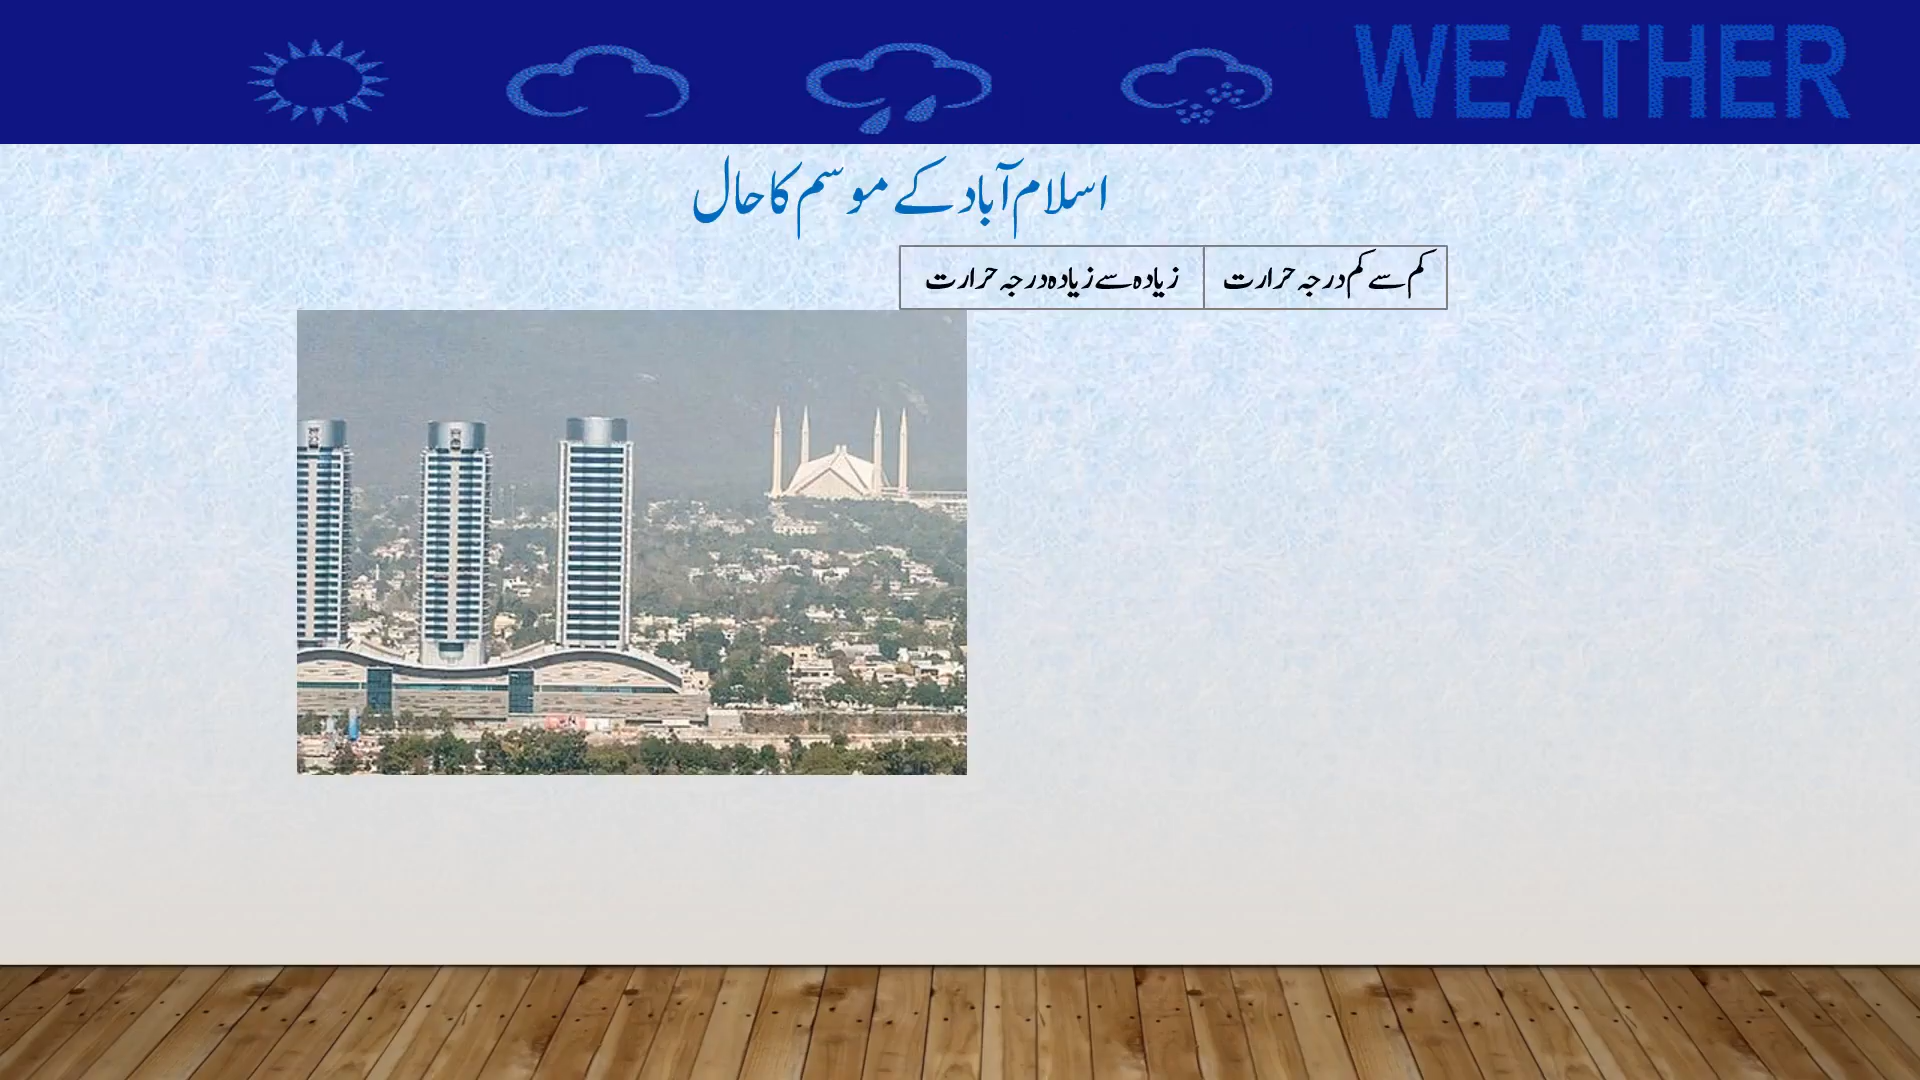 WEATHER
اسلام آباد کے موسم کا حال
کم سے کم درجہ حرارت
زیادہ سے زیادہ درجہ حرارت